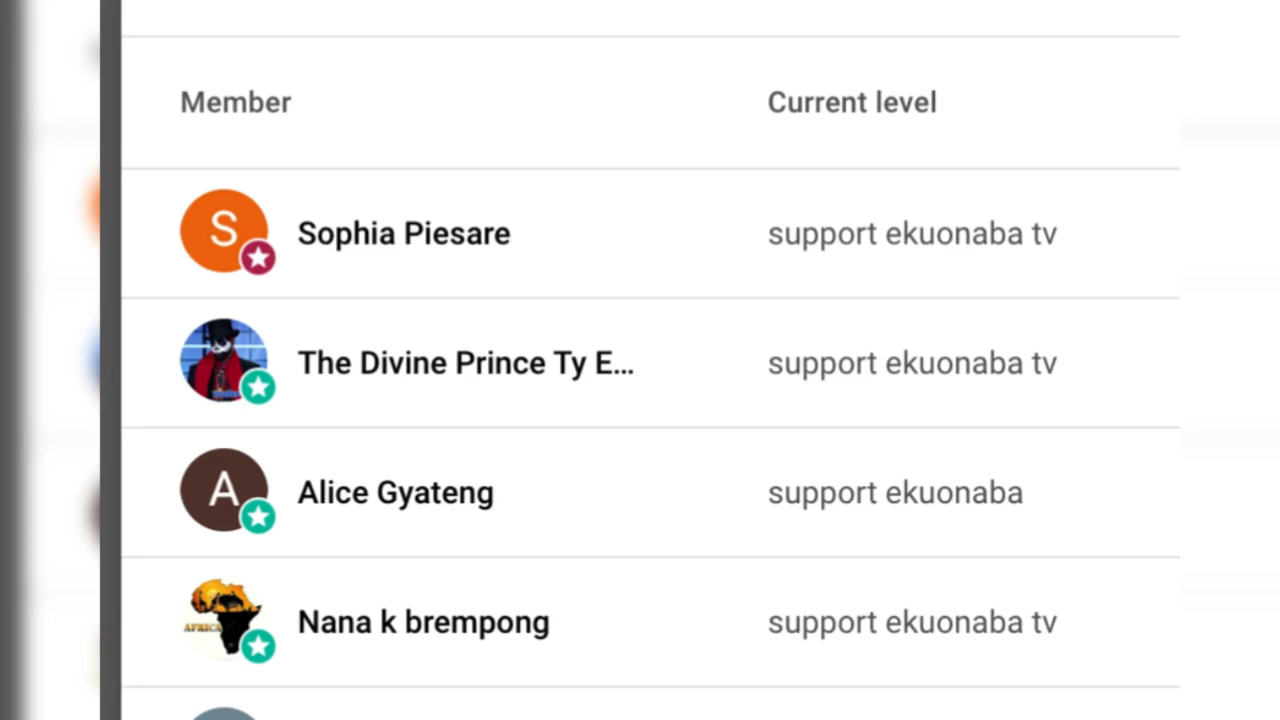 Member Current level
S Sophia Piesare support ekuonaba tv
The Divine Prince Ty E... support ekuonaba tv
A Alice Gyateng support ekuonaba
AFRICA Nana k brempong support ekuonaba tv